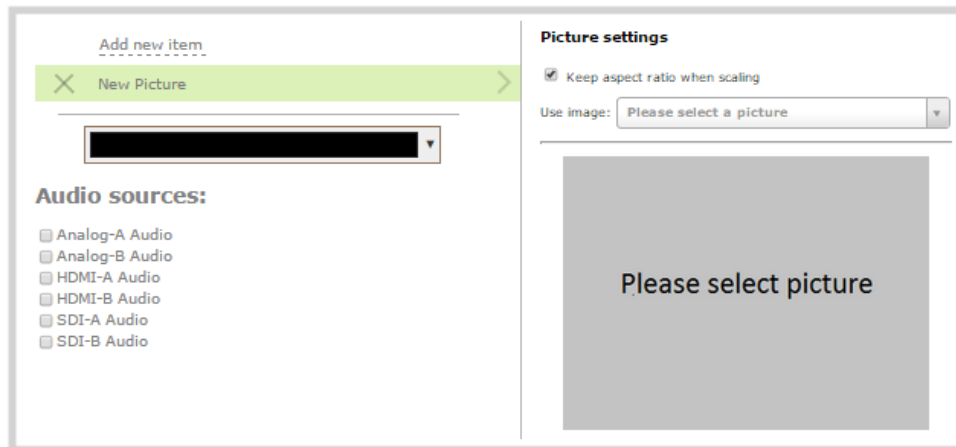 Add new item
New Picture
Audio sources:
Analog-A Audio
Analog-B Audio
HDMI-A Audio
HDMI-B Audio
SDI-A Audio
SDI-B Audio
Picture settings
Keep aspect ratio when scaling
Use image: Please select a picture
Please select picture